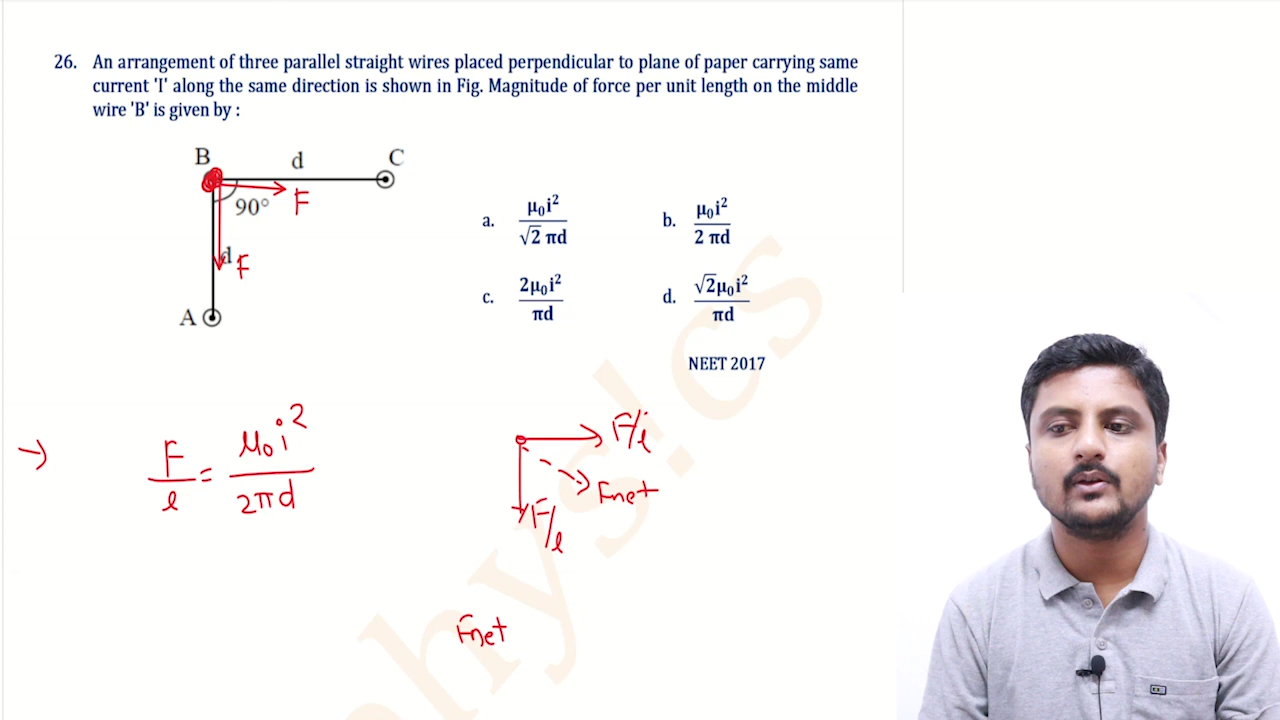 26. An arrangement of three parallel straight wires placed perpendicular to plane of paper carrying same
current 'I' along the same direction is shown in Fig. Magnitude of force per unit length on the middle
wire 'B' is given by :
B d C
90° F
d F
A
a. μ₀i²/√2 πd
b. μ₀i²/2 πd
c. 2μ₀i²/πd
d. √2μ₀i²/πd
NEET 2017
F/l = μ₀i²/2πd
F/l
Fnet
F/l
Fnet
phys!cs